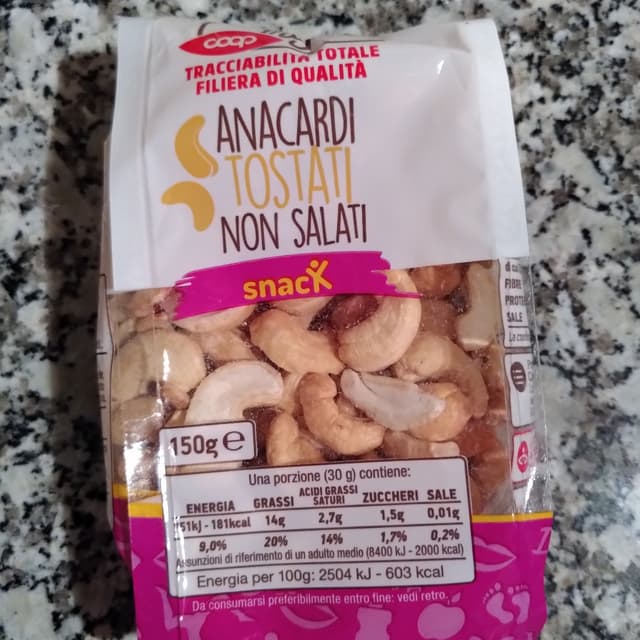 coop
TRACCIABILITÀ TOTALE
FILIERA DI QUALITÀ
ANACARDI
TOSTATI
NON SALATI
snack
FIBRE
SALE
150g e
Una porzione (30 g) contiene:
ENERGIA GRASSI ACIDI GRASSI SATURI ZUCCHERI SALE
51kJ - 181kcal 14g 2,7g 1,5g 0,01g
9,0% 20% 14% 1,7% 0,2%
Assunzioni di riferimento di un adulto medio (8400 kJ - 2000 kcal)
Energia per 100g: 2504 kJ - 603 kcal
Da consumarsi preferibilmente entro fine: vedi retro.